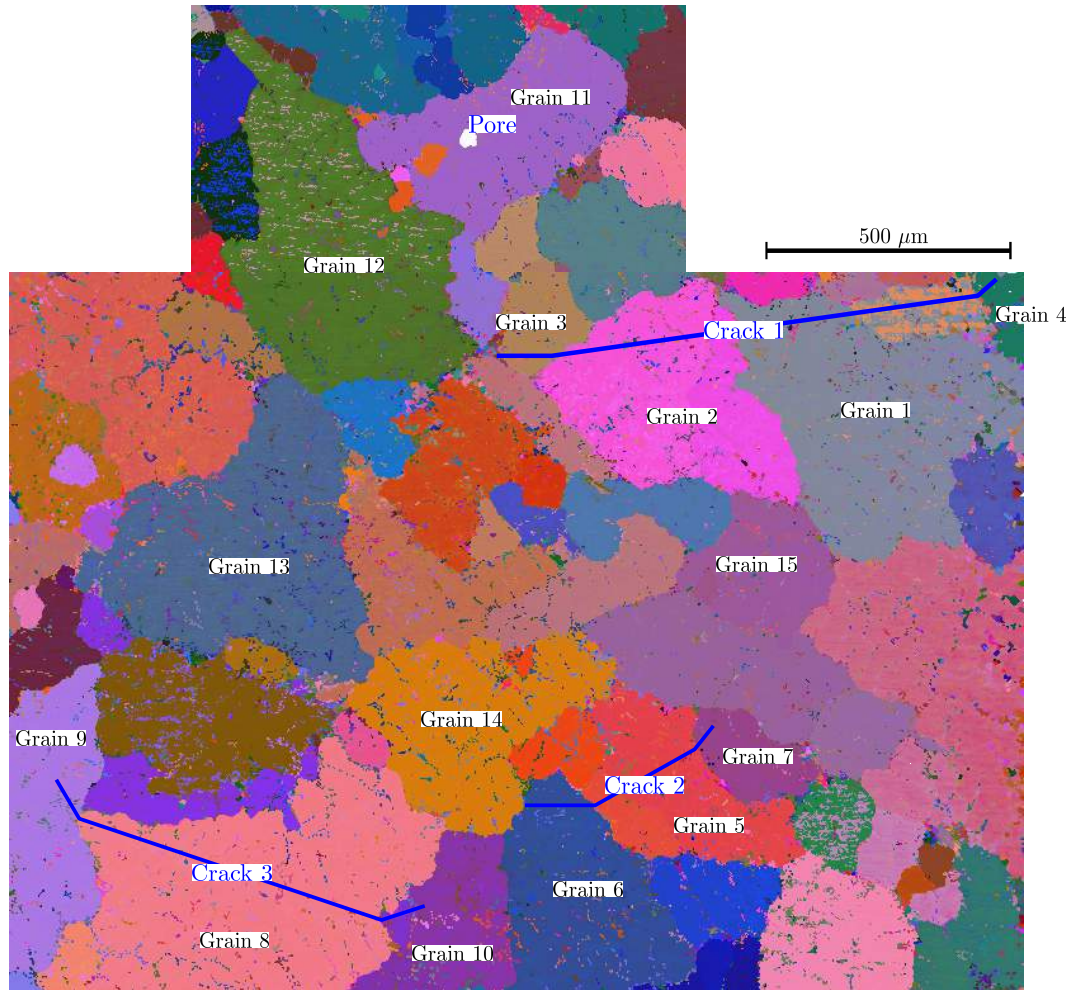 Grain 11
Pore
500 μm
Grain 12
Grain 4
Grain 3
Crack 1
Grain 2
Grain 1
Grain 13
Grain 15
Grain 14
Grain 9
Grain 7
Crack 2
Grain 5
Crack 3
Grain 6
Grain 8
Grain 10